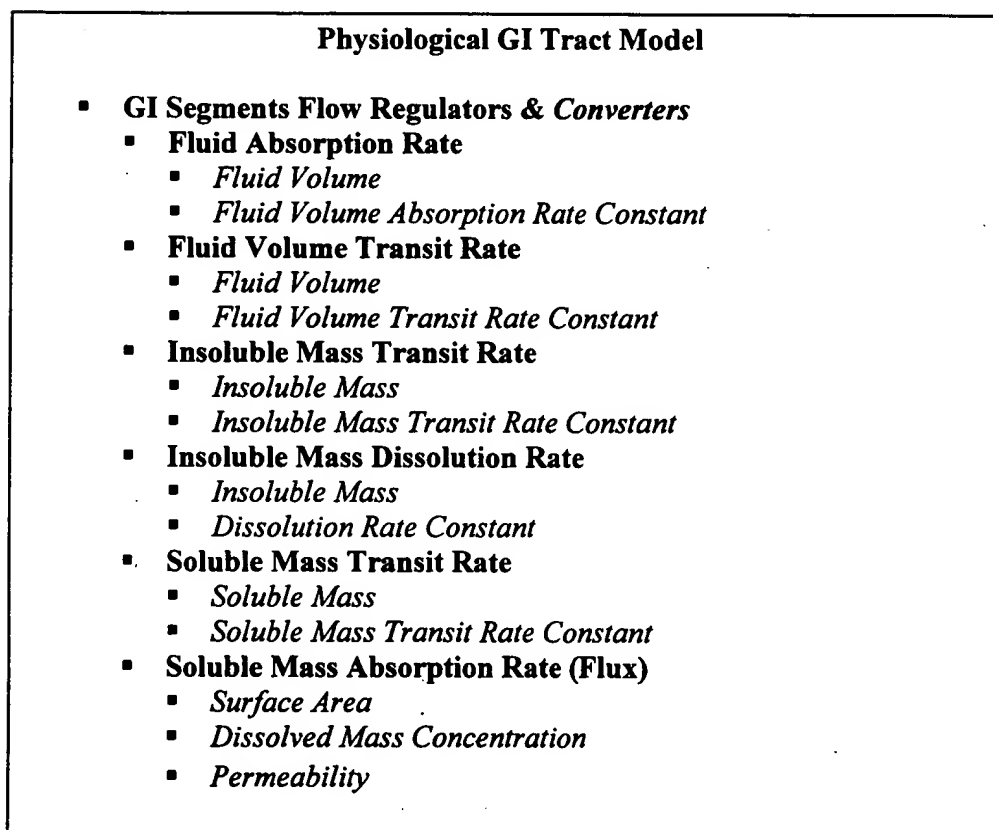 Physiological GI Tract Model
▪ GI Segments Flow Regulators & Converters
▪ Fluid Absorption Rate
▪ Fluid Volume
▪ Fluid Volume Absorption Rate Constant
▪ Fluid Volume Transit Rate
▪ Fluid Volume
▪ Fluid Volume Transit Rate Constant
▪ Insoluble Mass Transit Rate
▪ Insoluble Mass
▪ Insoluble Mass Transit Rate Constant
▪ Insoluble Mass Dissolution Rate
▪ Insoluble Mass
▪ Dissolution Rate Constant
▪ Soluble Mass Transit Rate
▪ Soluble Mass
▪ Soluble Mass Transit Rate Constant
▪ Soluble Mass Absorption Rate (Flux)
▪ Surface Area
▪ Dissolved Mass Concentration
▪ Permeability